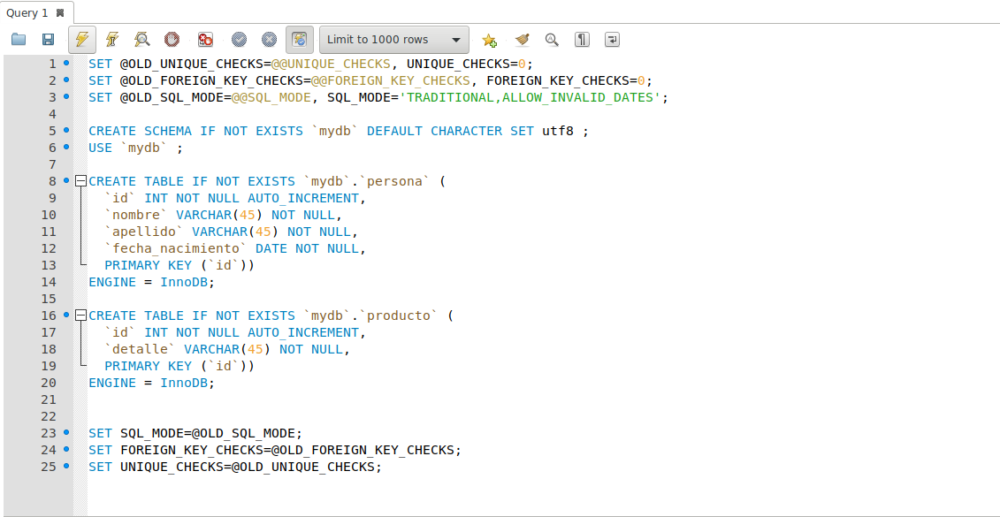 Query 1
Limit to 1000 rows
1 SET @OLD_UNIQUE_CHECKS=@@UNIQUE_CHECKS, UNIQUE_CHECKS=0;
2 SET @OLD_FOREIGN_KEY_CHECKS=@@FOREIGN_KEY_CHECKS, FOREIGN_KEY_CHECKS=0;
3 SET @OLD_SQL_MODE=@@SQL_MODE, SQL_MODE='TRADITIONAL,ALLOW_INVALID_DATES';
4
5 CREATE SCHEMA IF NOT EXISTS `mydb` DEFAULT CHARACTER SET utf8 ;
6 USE `mydb` ;
7
8 CREATE TABLE IF NOT EXISTS `mydb`.`persona` (
9 `id` INT NOT NULL AUTO_INCREMENT,
10 `nombre` VARCHAR(45) NOT NULL,
11 `apellido` VARCHAR(45) NOT NULL,
12 `fecha_nacimiento` DATE NOT NULL,
13 PRIMARY KEY (`id`))
14 ENGINE = InnoDB;
15
16 CREATE TABLE IF NOT EXISTS `mydb`.`producto` (
17 `id` INT NOT NULL AUTO_INCREMENT,
18 `detalle` VARCHAR(45) NOT NULL,
19 PRIMARY KEY (`id`))
20 ENGINE = InnoDB;
21
22
23 SET SQL_MODE=@OLD_SQL_MODE;
24 SET FOREIGN_KEY_CHECKS=@OLD_FOREIGN_KEY_CHECKS;
25 SET UNIQUE_CHECKS=@OLD_UNIQUE_CHECKS;